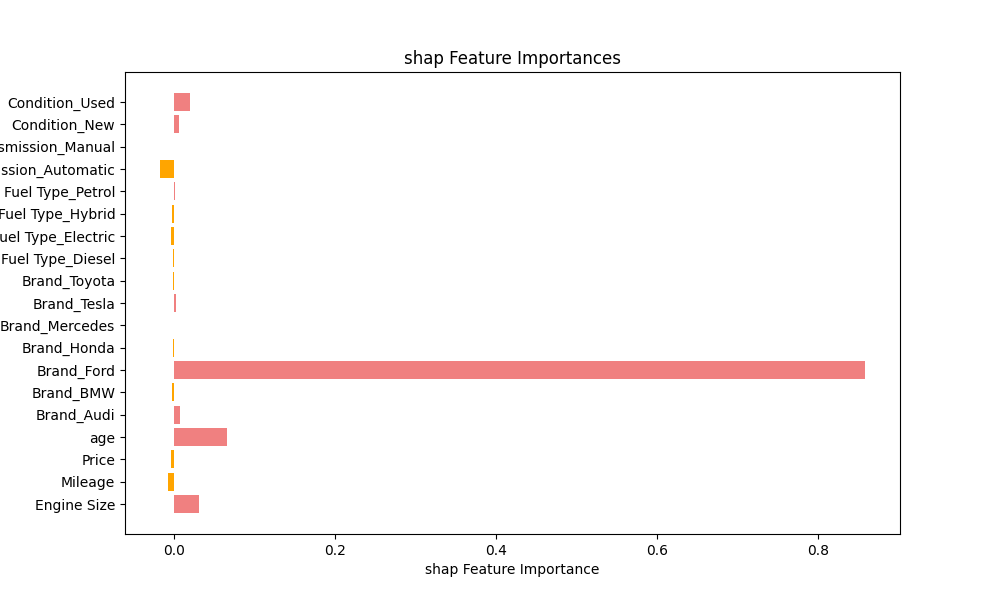 shap Feature Importances
Condition_Used
Condition_New
smission_Manual
ssion_Automatic
Fuel Type_Petrol
Fuel Type_Hybrid
uel Type_Electric
Fuel Type_Diesel
Brand_Toyota
Brand_Tesla
Brand_Mercedes
Brand_Honda
Brand_Ford
Brand_BMW
Brand_Audi
age
Price
Mileage
Engine Size
0.0 0.2 0.4 0.6 0.8
shap Feature Importance